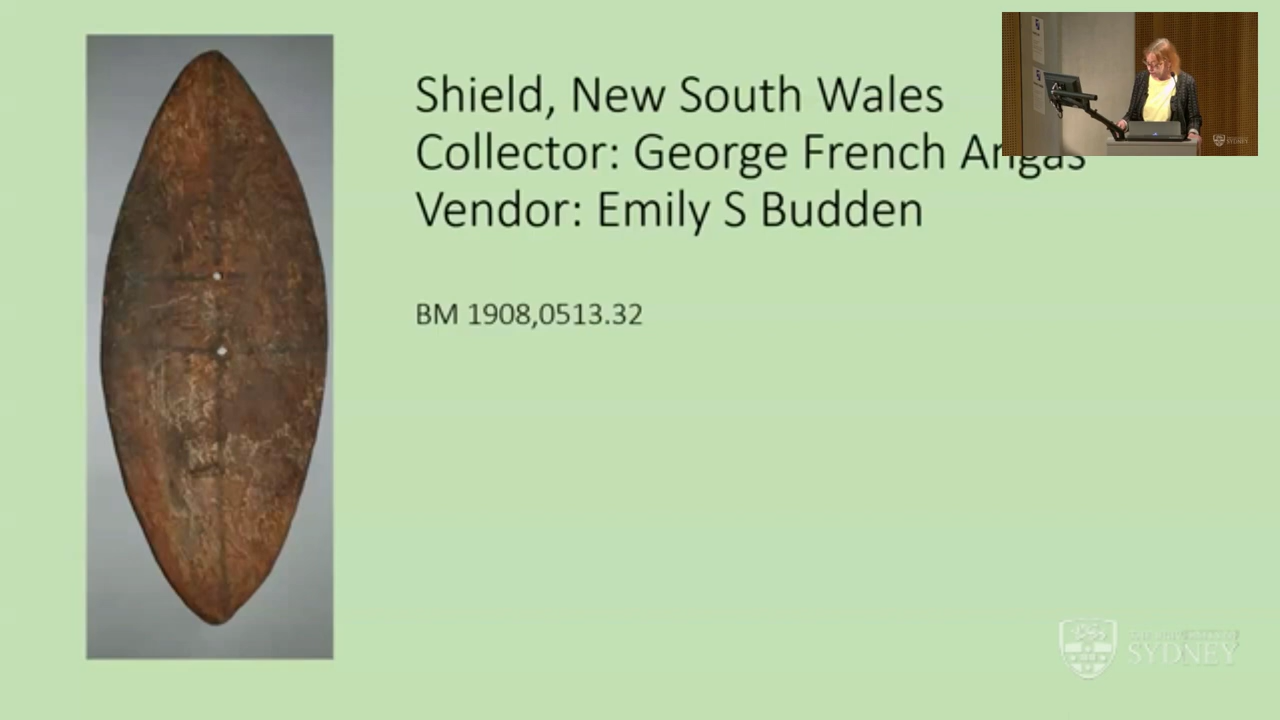 Shield, New South Wales
Collector: George French Angas
Vendor: Emily S Budden
BM 1908,0513.32
SYDNEY